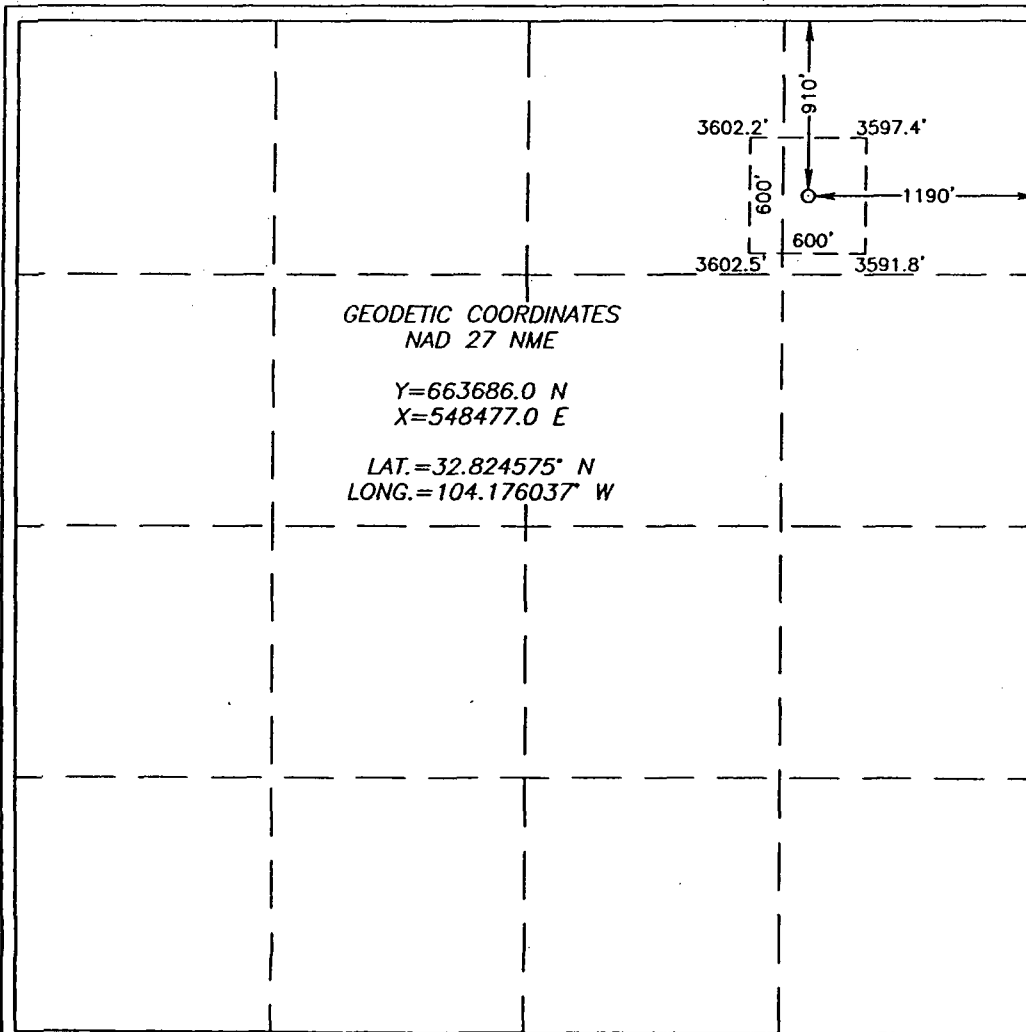 910'
3602.2' 3597.4'
600'
1190'
600'
3602.5' 3591.8'
GEODETIC COORDINATES
NAD 27 NME
Y=663686.0 N
X=548477.0 E
LAT.=32.824575° N
LONG.=104.176037° W